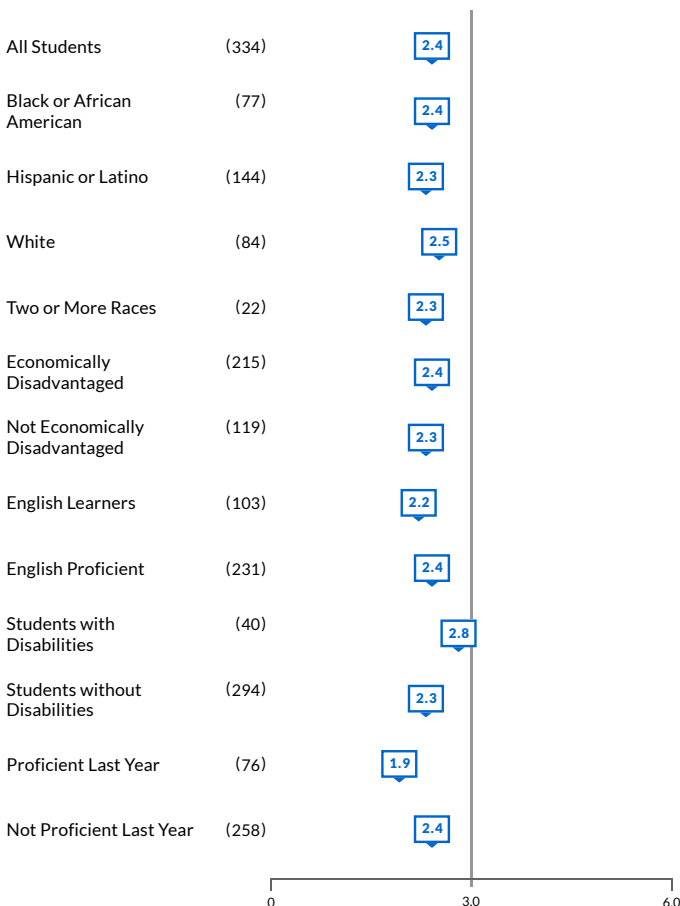 All Students (334) 2.4
Black or African (77) 2.4
American
Hispanic or Latino (144) 2.3
White (84) 2.5
Two or More Races (22) 2.3
Economically (215) 2.4
Disadvantaged
Not Economically (119) 2.3
Disadvantaged
English Learners (103) 2.2
English Proficient (231) 2.4
Students with (40) 2.8
Disabilities
Students without (294) 2.3
Disabilities
Proficient Last Year (76) 1.9
Not Proficient Last Year (258) 2.4
0 3.0 6.0